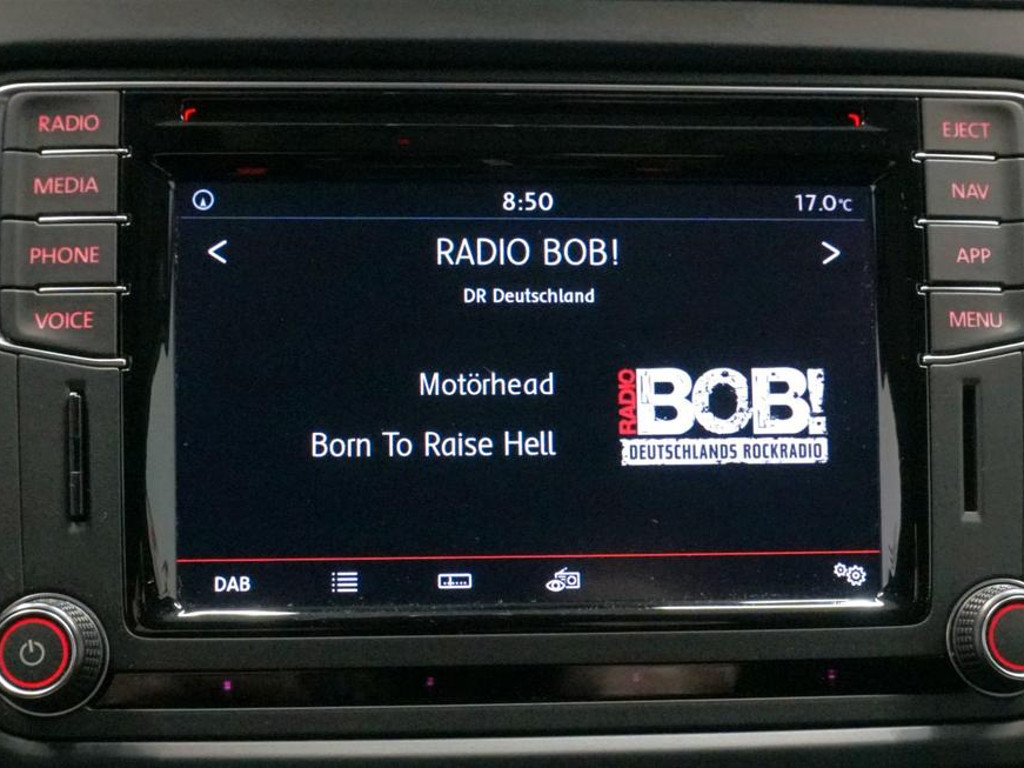 RADIO
MEDIA
PHONE
VOICE
8:50
17.0°C
<
RADIO BOB!
>
DR Deutschland
Motörhead
Born To Raise Hell
RADIO
BOB!
DEUTSCHLANDS ROCKRADIO
DAB
EJECT
NAV
APP
MENU